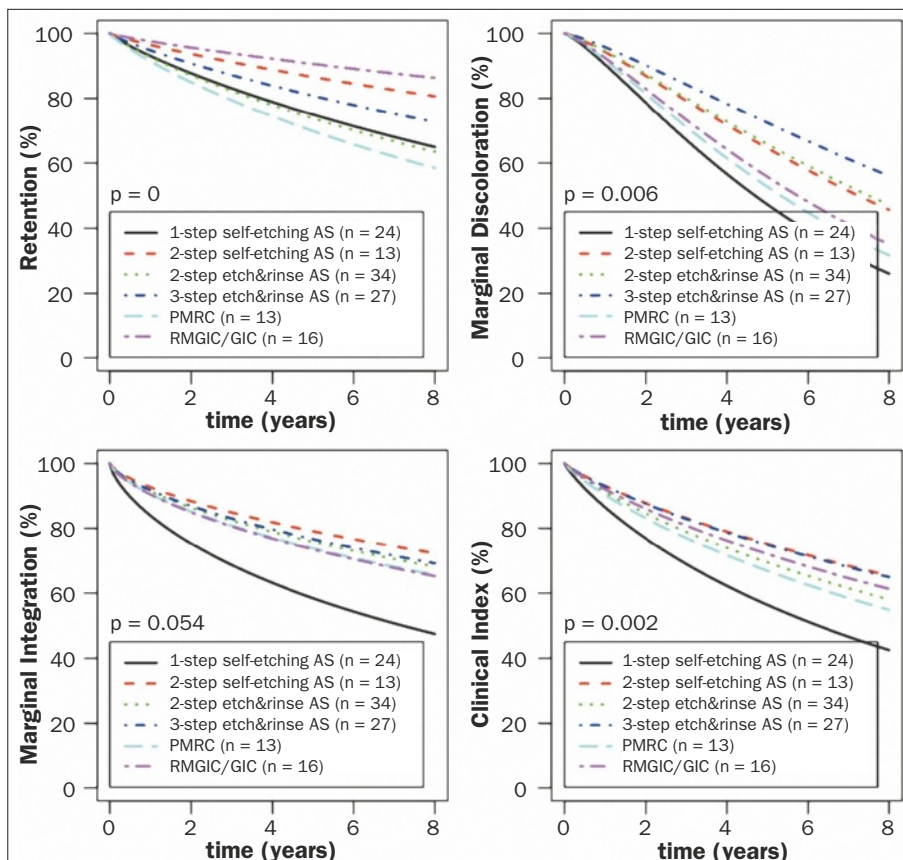 Retention (%)
100
80
60
40
20
0
p = 0
1-step self-etching AS (n = 24)
2-step self-etching AS (n = 13)
2-step etch&rinse AS (n = 34)
3-step etch&rinse AS (n = 27)
PMRC (n = 13)
RMGIC/GIC (n = 16)
0 2 4 6 8
time (years)
Marginal Discoloration (%)
100
80
60
40
20
0
p = 0.006
1-step self-etching AS (n = 24)
2-step self-etching AS (n = 13)
2-step etch&rinse AS (n = 34)
3-step etch&rinse AS (n = 27)
PMRC (n = 13)
RMGIC/GIC (n = 16)
0 2 4 6 8
time (years)
Marginal Integration (%)
100
80
60
40
20
0
p = 0.054
1-step self-etching AS (n = 24)
2-step self-etching AS (n = 13)
2-step etch&rinse AS (n = 34)
3-step etch&rinse AS (n = 27)
PMRC (n = 13)
RMGIC/GIC (n = 16)
0 2 4 6 8
time (years)
Clinical Index (%)
100
80
60
40
20
0
p = 0.002
1-step self-etching AS (n = 24)
2-step self-etching AS (n = 13)
2-step etch&rinse AS (n = 34)
3-step etch&rinse AS (n = 27)
PMRC (n = 13)
RMGIC/GIC (n = 16)
0 2 4 6 8
time (years)